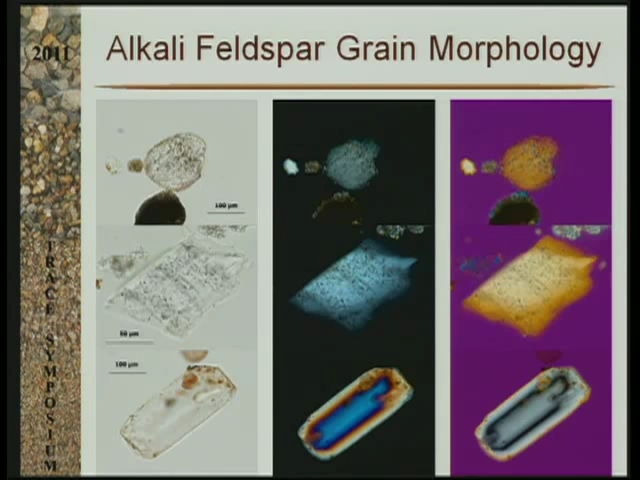 2011
Alkali Feldspar Grain Morphology
100 µm
50 µm
100 µm
TRACE SYMPOSIUM